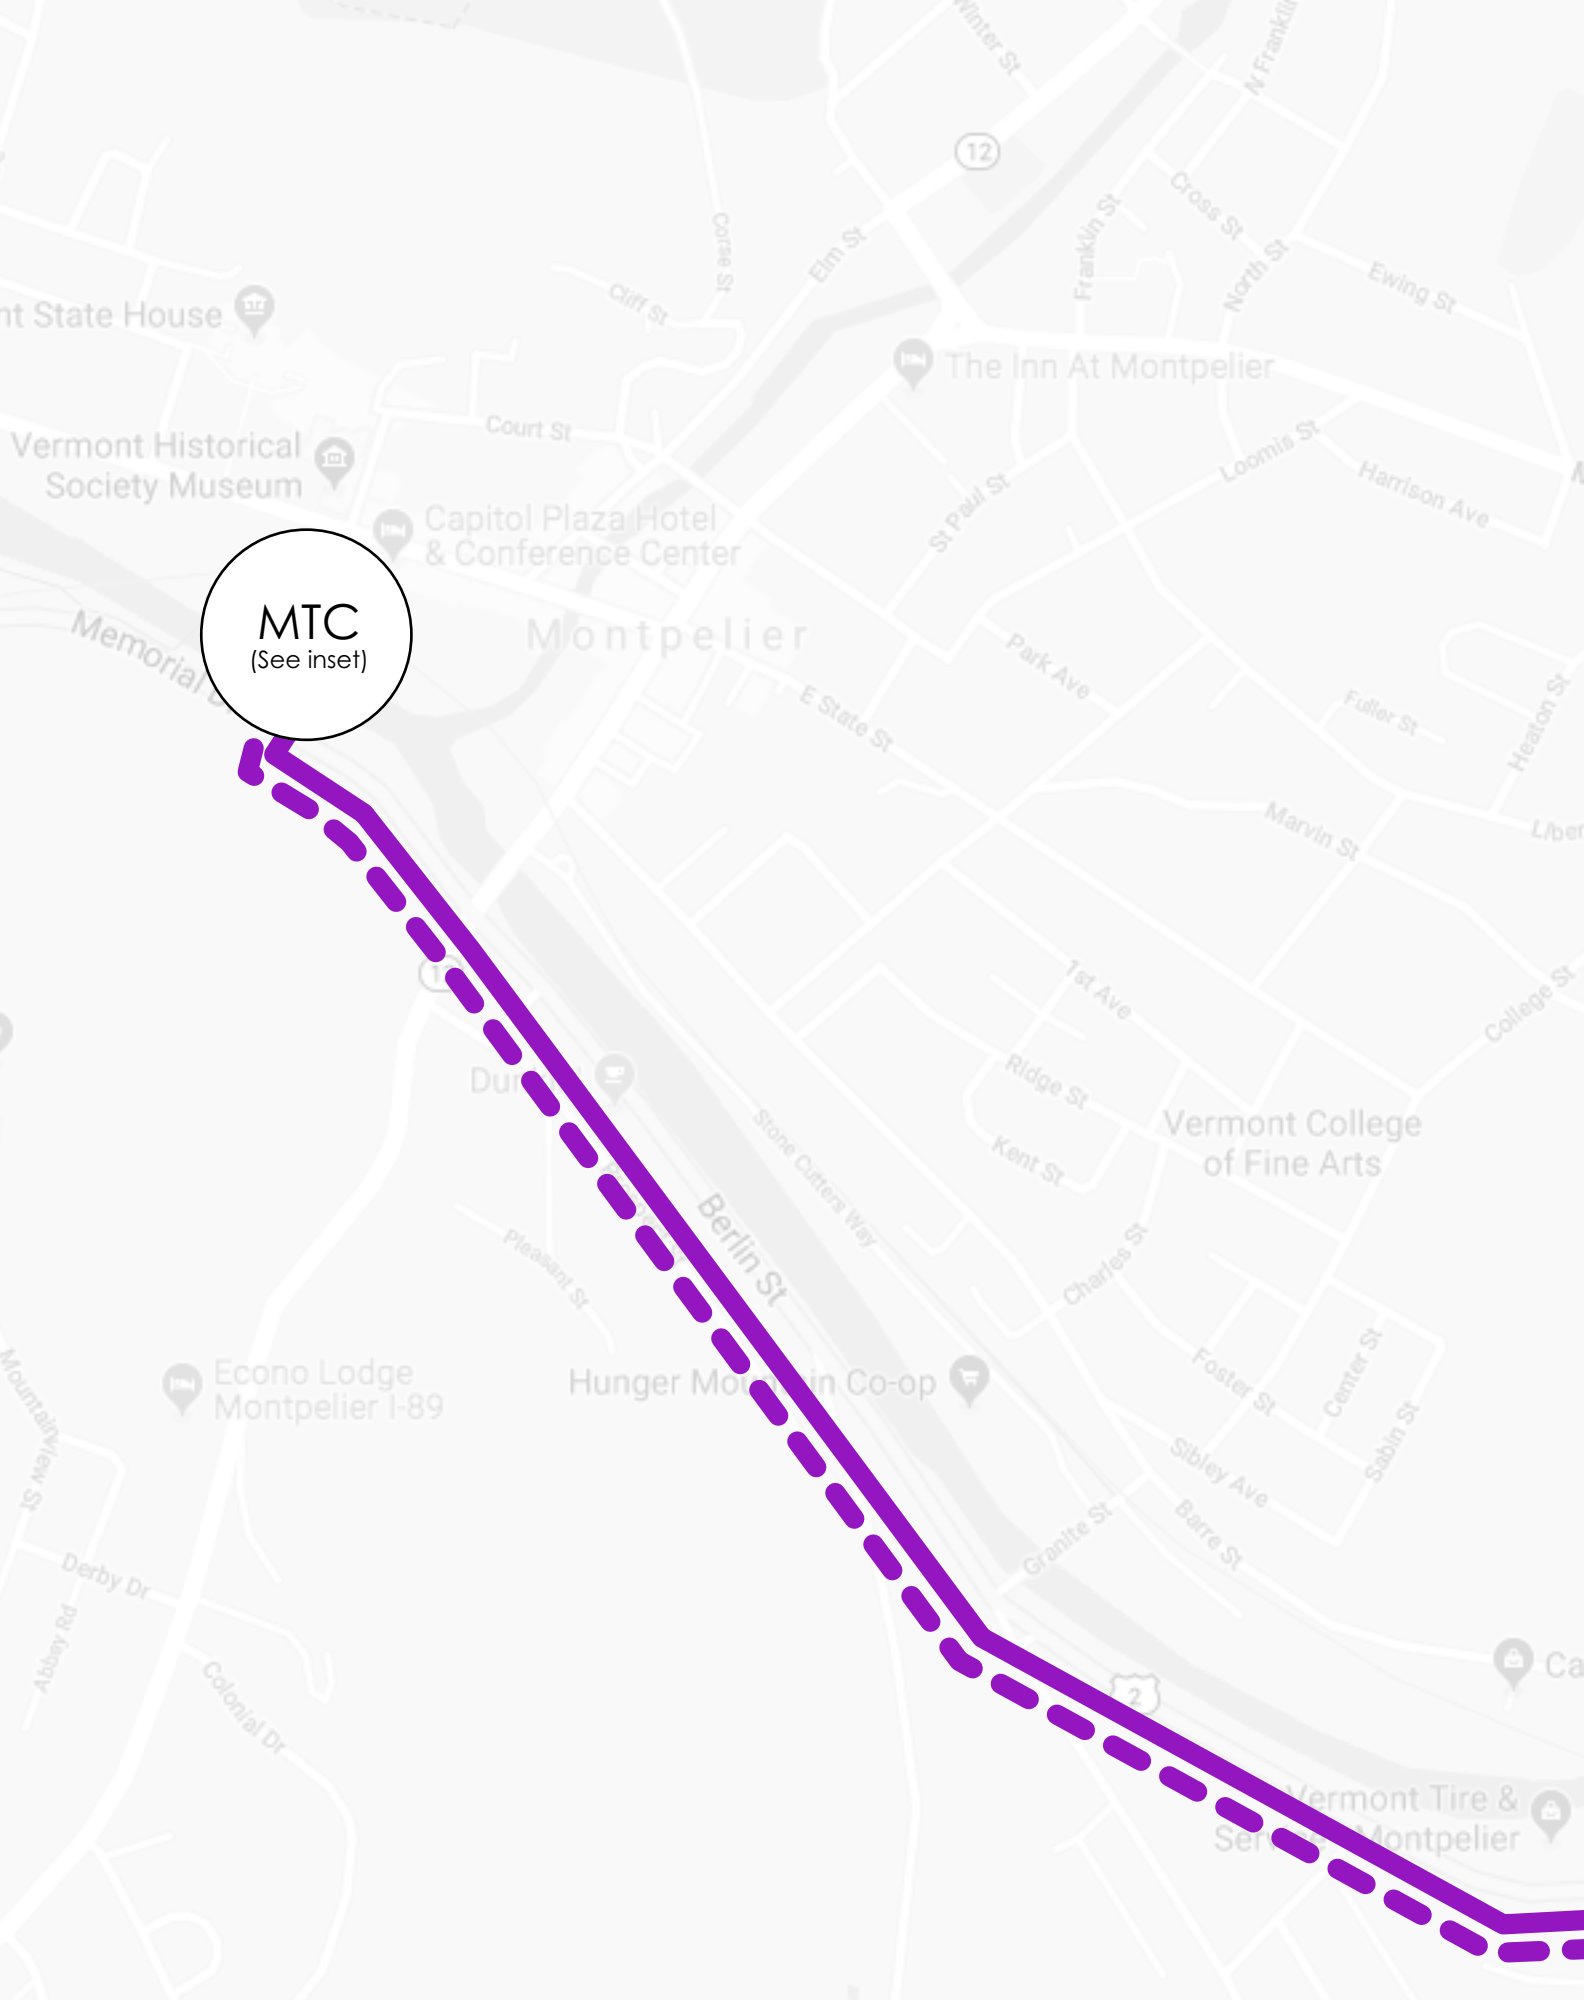 Winter St
N Franklin
12
Cross St
Corse St
Elm St
Franklin St
North St
Ewing St
Cliff St
nt State House
The Inn At Montpelier
Court St
Vermont Historical
Society Museum
Loomis St
Harrison Ave
St Paul St
Capitol Plaza Hotel
& Conference Center
MTC
(See inset)
Memorial D
Montpelier
Park Ave
E State St
Fuller St
Heaton St
Marvin St
Liber
1st Ave
College St
Ridge St
Kent St
Vermont College
of Fine Arts
Stone Cutters Way
Berlin St
Pleasant St
Charles St
Econo Lodge
Montpelier I-89
Hunger Mountain Co-op
Foster St
Center St
Sabin St
Mountainview St
Sibley Ave
Barre St
Granite St
Derby Dr
Abbey Rd
Colonial Dr
2
Ca
Vermont Tire &
Montpelier